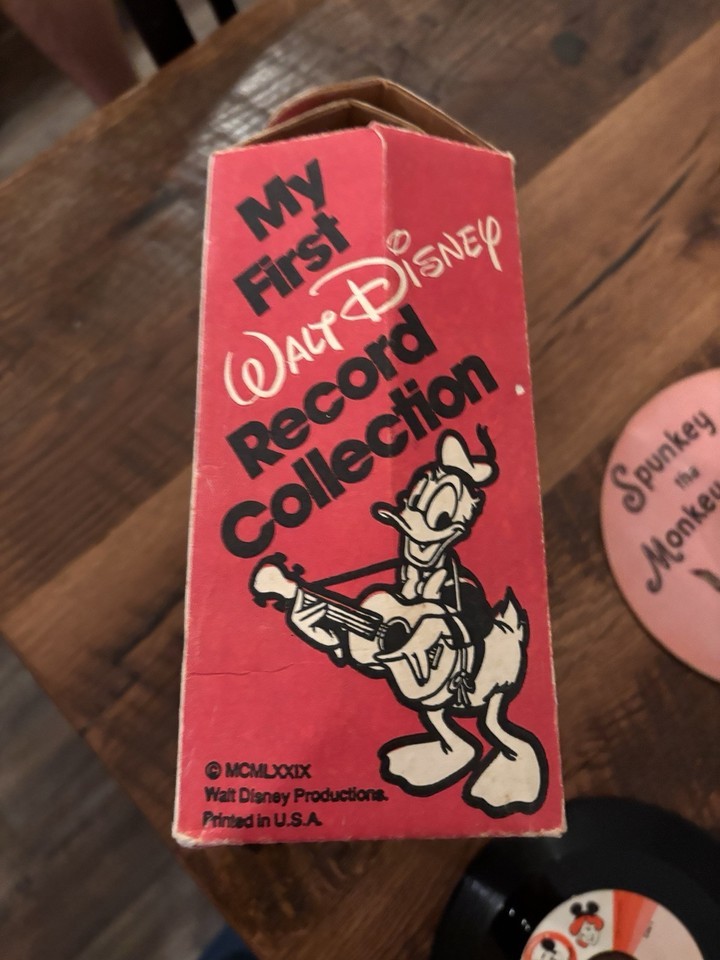 My
First
WALT DISNEY
Record
Collection
© MCMLXXIX
Walt Disney Productions.
Printed in U.S.A.
Spunkey
the
Monkey